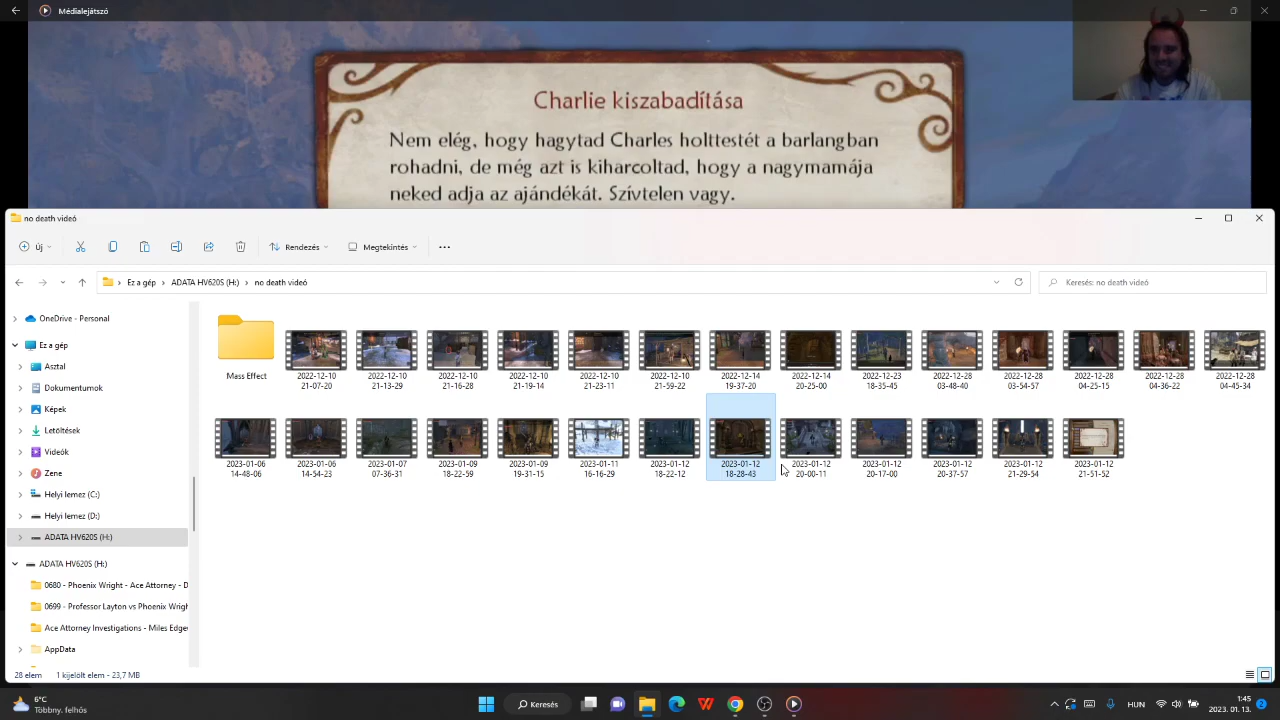 Médialejátszó
Charlie kiszabadítása
Nem elég, hogy hagytad Charles holttestét a barlangban
rohadni, de még azt is kiharcoltad, hogy a nagymamája
neked adja az ajándékát. Szívtelen vagy.
no death videó
Új
Rendezés
Megtekintés
Ez a gép > ADATA HV620S (H:) > no death videó
Keresés: no death videó
OneDrive - Personal
Ez a gép
Asztal
Dokumentumok
Képek
Letöltések
Videók
Zene
Helyi lemez (C:)
Helyi lemez (D:)
ADATA HV620S (H:)
ADATA HV620S (H:)
0680 - Phoenix Wright - Ace Attorney - D
0699 - Professor Layton vs Phoenix Wrigh
Ace Attorney Investigations - Miles Edge
AppData
Mass Effect
2022-12-10 21-07-20
2022-12-10 21-13-29
2022-12-10 21-16-28
2022-12-10 21-19-14
2022-12-10 21-23-11
2022-12-10 21-59-22
2022-12-14 19-37-20
2022-12-14 20-25-00
2022-12-23 18-35-45
2022-12-28 03-48-40
2022-12-28 03-54-57
2022-12-28 04-25-15
2022-12-28 04-36-22
2022-12-28 04-45-34
2023-01-06 14-48-06
2023-01-06 14-54-23
2023-01-07 07-36-31
2023-01-09 18-22-59
2023-01-09 19-31-15
2023-01-11 16-16-29
2023-01-12 18-22-12
2023-01-12 18-28-43
2023-01-12 20-00-11
2023-01-12 20-17-00
2023-01-12 20-37-57
2023-01-12 21-29-54
2023-01-12 21-51-52
28 elem 1 kijelölt elem - 23,7 MB
6°C
Többny. felhős
Keresés
HUN
1:45
2023. 01. 13.
2